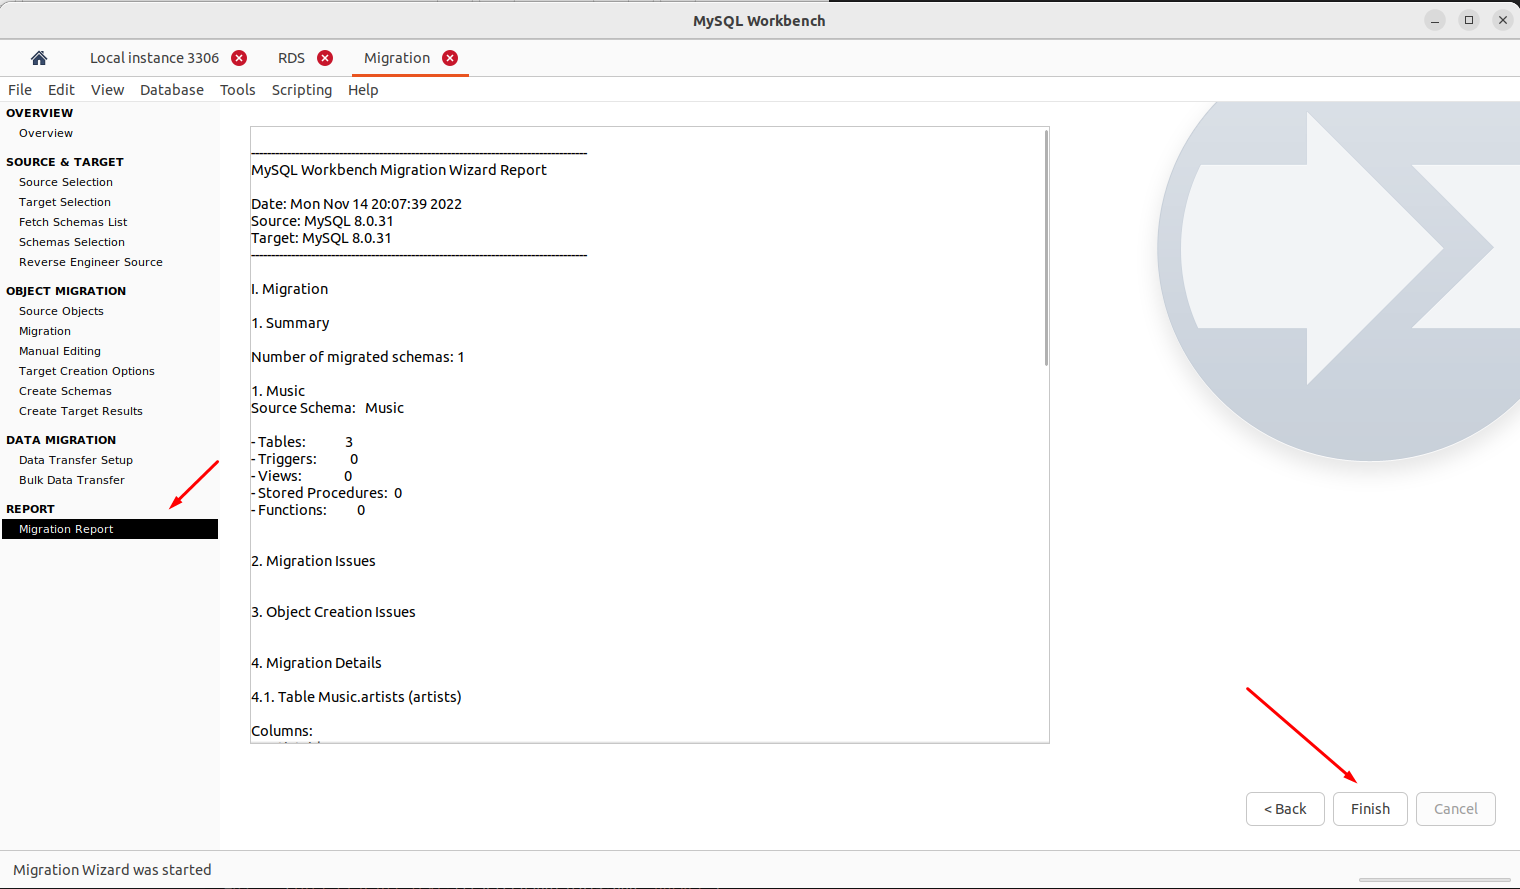 MySQL Workbench
Local instance 3306
RDS
Migration
File Edit View Database Tools Scripting Help
OVERVIEW
Overview
SOURCE & TARGET
Source Selection
Target Selection
Fetch Schemas List
Schemas Selection
Reverse Engineer Source
OBJECT MIGRATION
Source Objects
Migration
Manual Editing
Target Creation Options
Create Schemas
Create Target Results
DATA MIGRATION
Data Transfer Setup
Bulk Data Transfer
REPORT
Migration Report
------------------------------------------------------------------------------------
MySQL Workbench Migration Wizard Report
Date: Mon Nov 14 20:07:39 2022
Source: MySQL 8.0.31
Target: MySQL 8.0.31
------------------------------------------------------------------------------------
I. Migration
1. Summary
Number of migrated schemas: 1
1. Music
Source Schema: Music
- Tables: 3
- Triggers: 0
- Views: 0
- Stored Procedures: 0
- Functions: 0
2. Migration Issues
3. Object Creation Issues
4. Migration Details
4.1. Table Music.artists (artists)
Columns:
< Back
Finish
Cancel
Migration Wizard was started